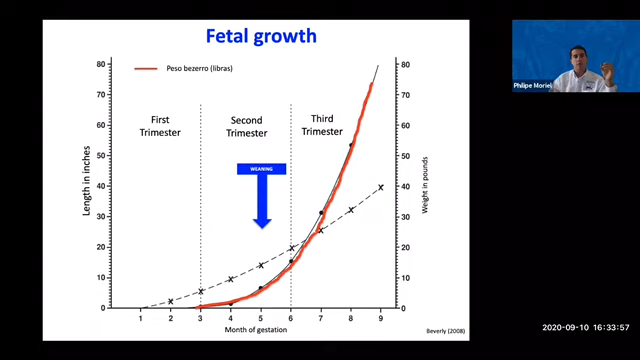 Fetal growth
Peso bezerro (libras)
First
Trimester
Second
Trimester
Third
Trimester
WEANING
Length in inches
80
70
60
50
40
30
20
10
0
Weight in pounds
80
70
60
50
40
30
20
10
0
1 2 3 4 5 6 7 8 9
Month of gestation
Beverly (2008)
Philipe Moriel
2020-09-10 16:33:57